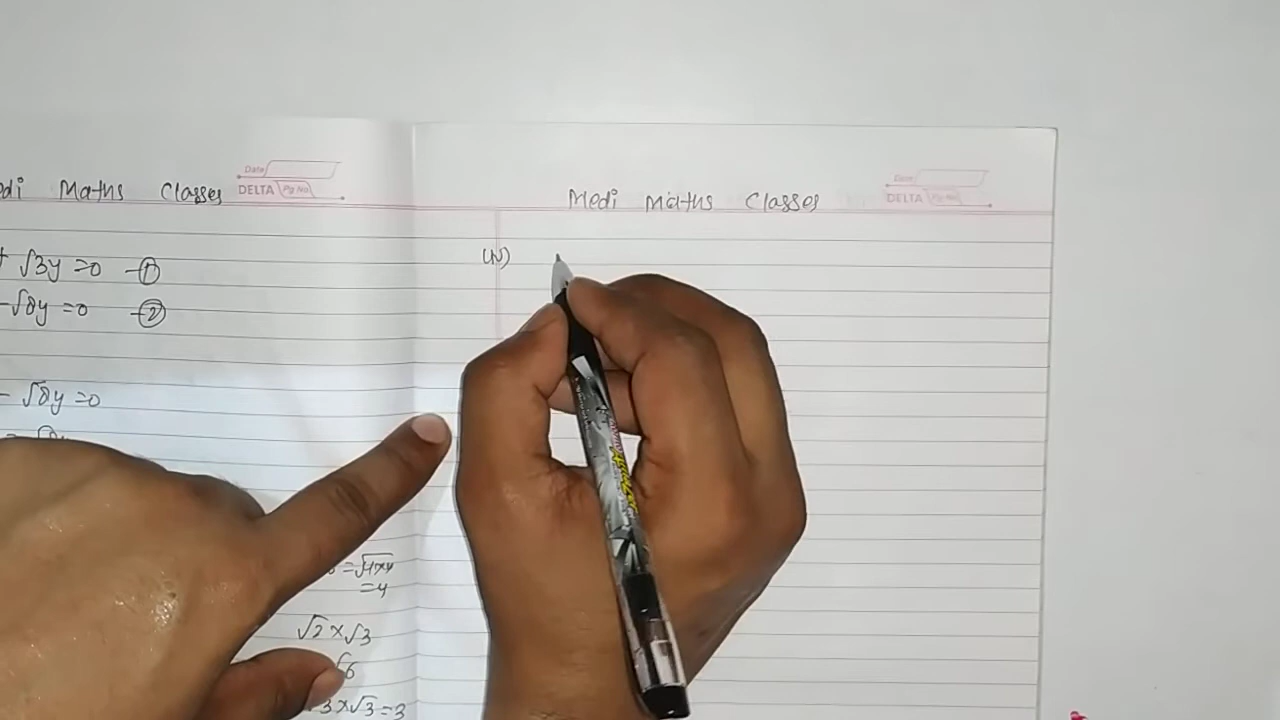 edi Maths Classes
Date
DELTA Pg No.
+ √3y =0 —①
- √8y =0 —②
- √8y =0
=√4×4
=4
√2×√3
√6
√3×√3=3
Medi Maths Classes
Date
DELTA Pg No.
(iv)